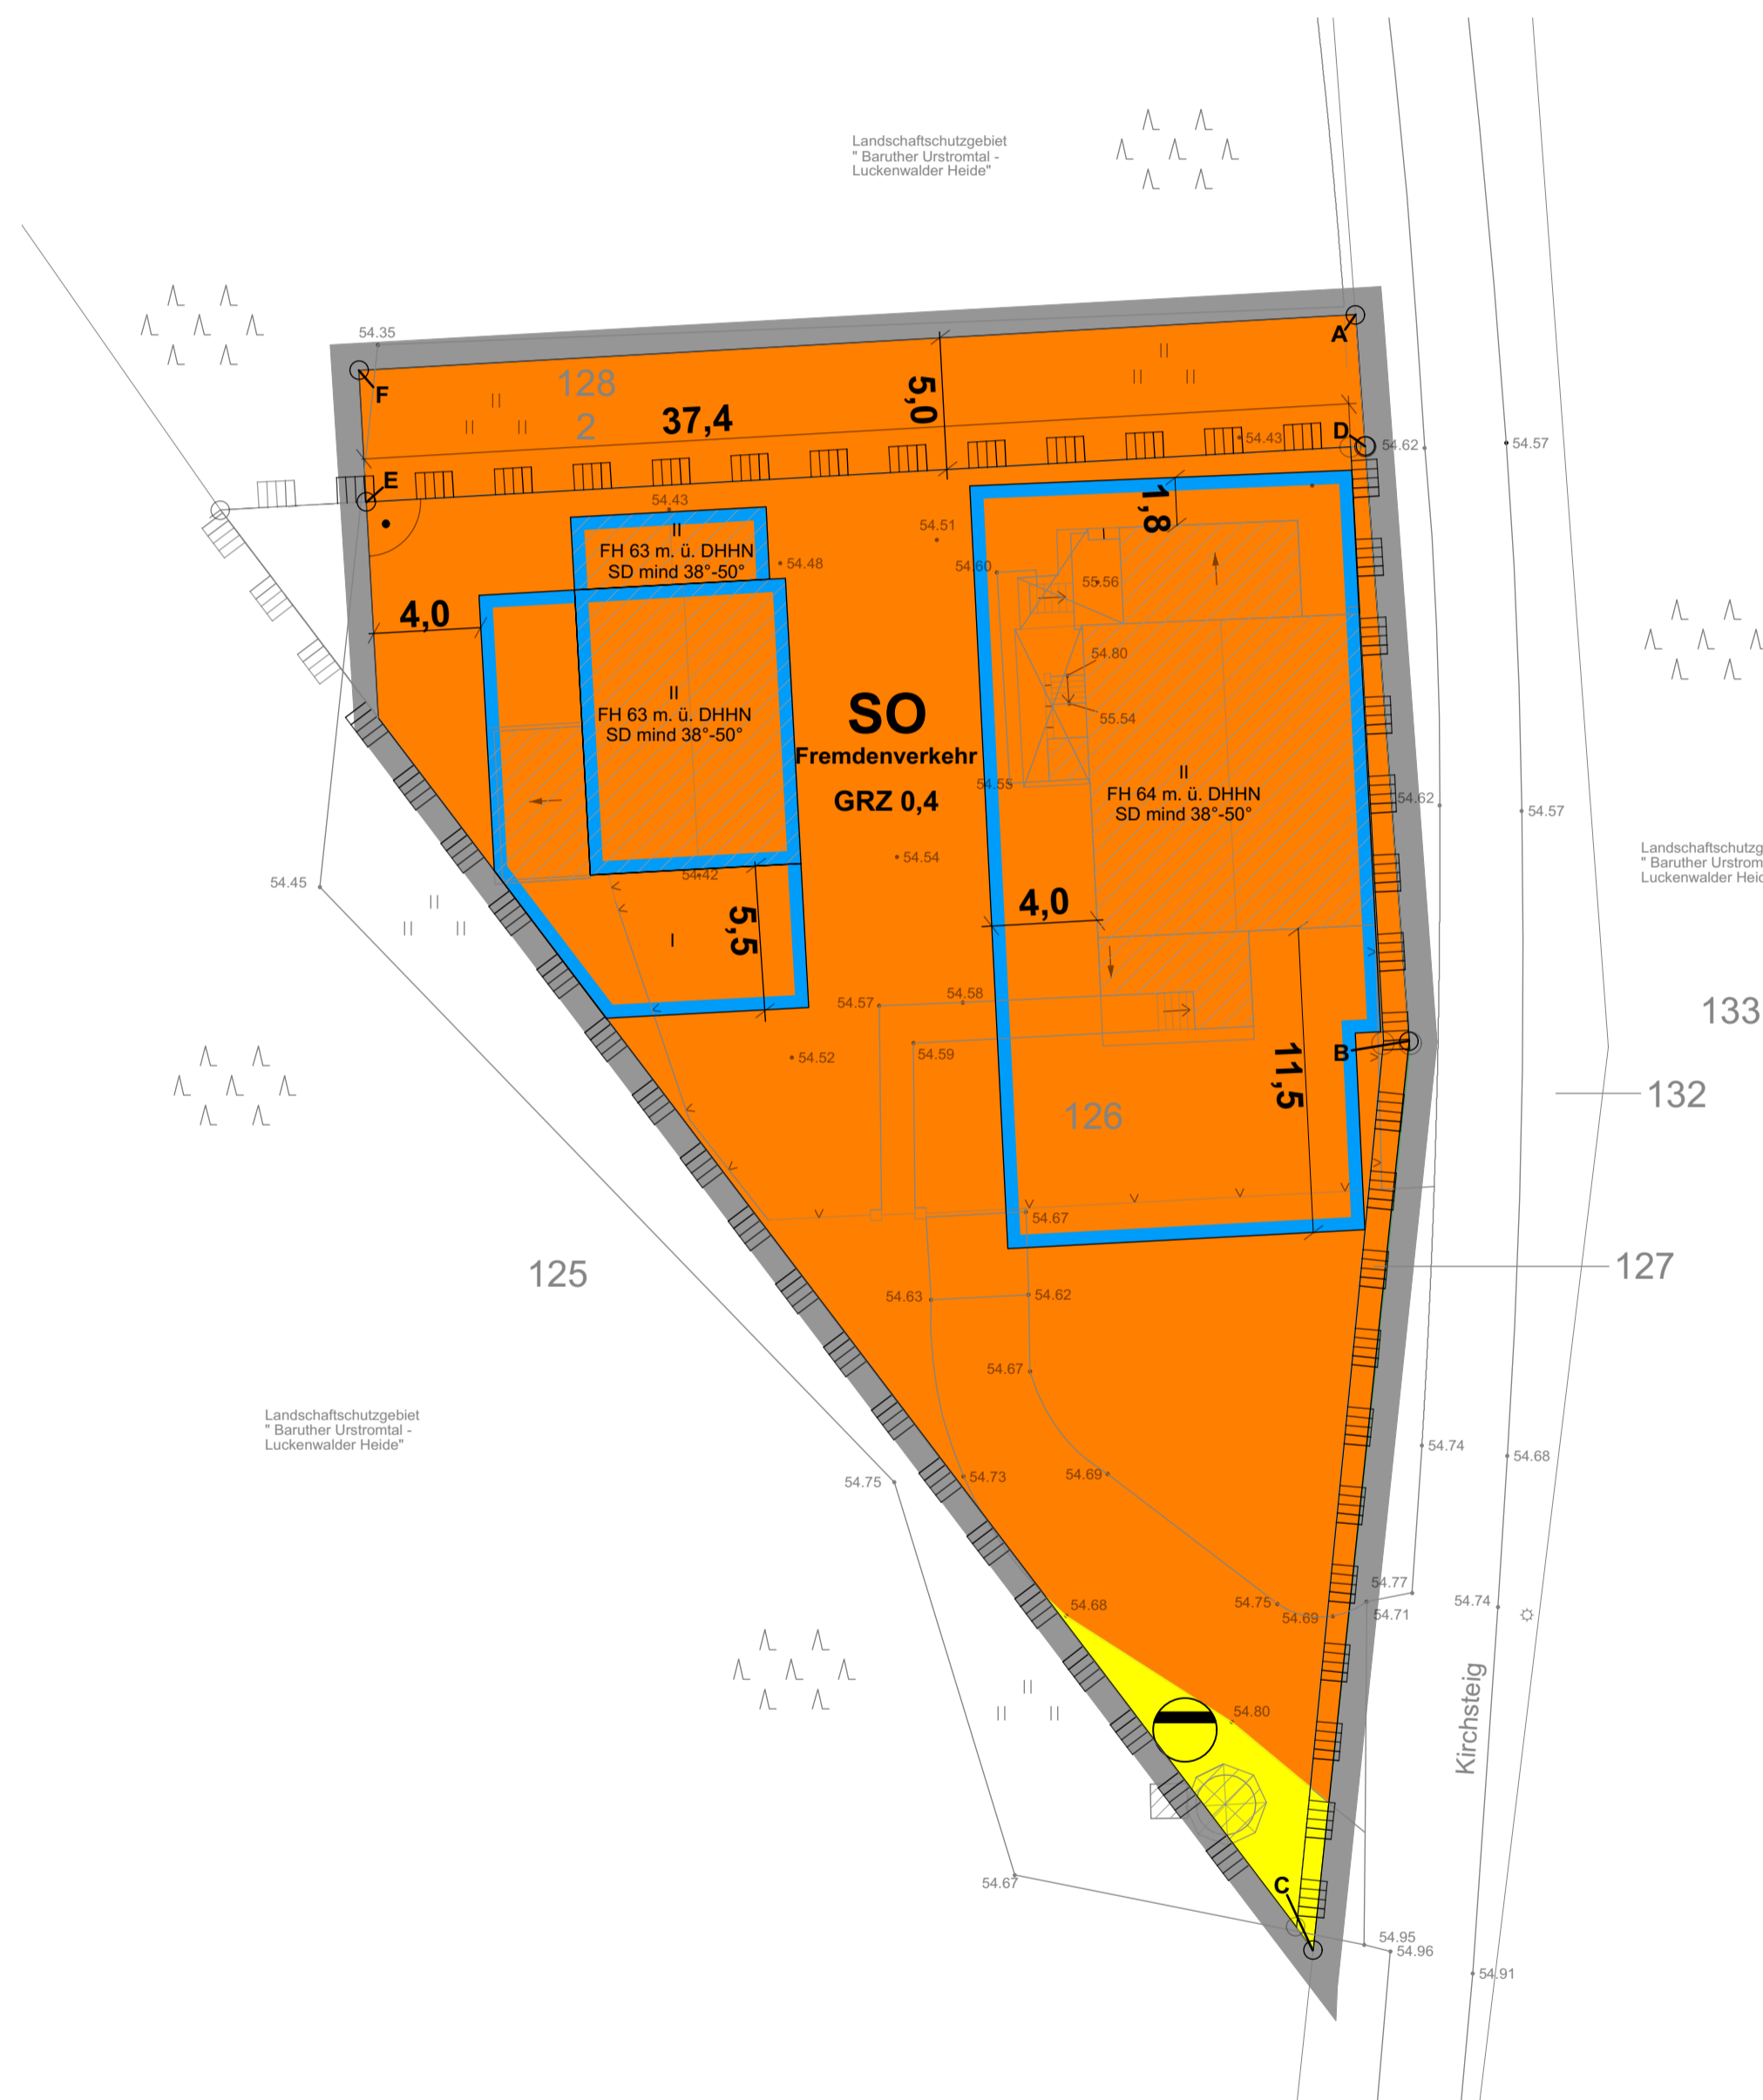 Landschaftschutzgebiet
" Baruther Urstromtal -
Luckenwalder Heide"
A
54.35
F
128
2
37,4
5,0
D
54.43
54.62
54.57
E
54.43
II
FH 63 m. ü. DHHN
SD mind 38°-50°
54.48
54.51
1,8
54.60
55.56
4,0
54.80
55.54
II
FH 63 m. ü. DHHN
SD mind 38°-50°
SO
Fremdenverkehr
GRZ 0,4
54.55
II
FH 64 m. ü. DHHN
SD mind 38°-50°
54.62
54.57
Landschaftschutzg
" Baruther Urstrom
Luckenwalder Heid
54.45
54.42
54.54
5,5
I
4,0
54.57
54.58
54.59
54.52
11,5
B
133
132
126
54.67
125
127
54.63
54.62
54.67
Landschaftschutzgebiet
" Baruther Urstromtal -
Luckenwalder Heide"
54.75
54.73
54.69
54.74
54.68
54.68
54.75
54.69
54.77
54.71
54.74
54.80
Kirchsteig
C
54.67
54.95
54.96
54.91